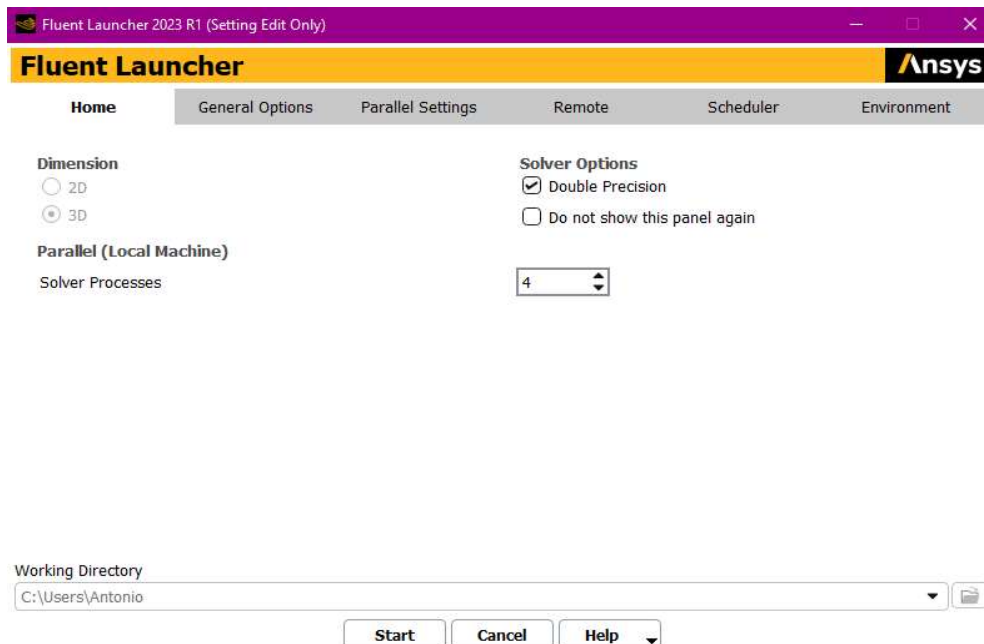 Fluent Launcher 2023 R1 (Setting Edit Only)
Fluent Launcher
Ansys
Home General Options Parallel Settings Remote Scheduler Environment
Dimension
2D
3D
Solver Options
Double Precision
Do not show this panel again
Parallel (Local Machine)
Solver Processes 4
Working Directory
C:\Users\Antonio
Start Cancel Help